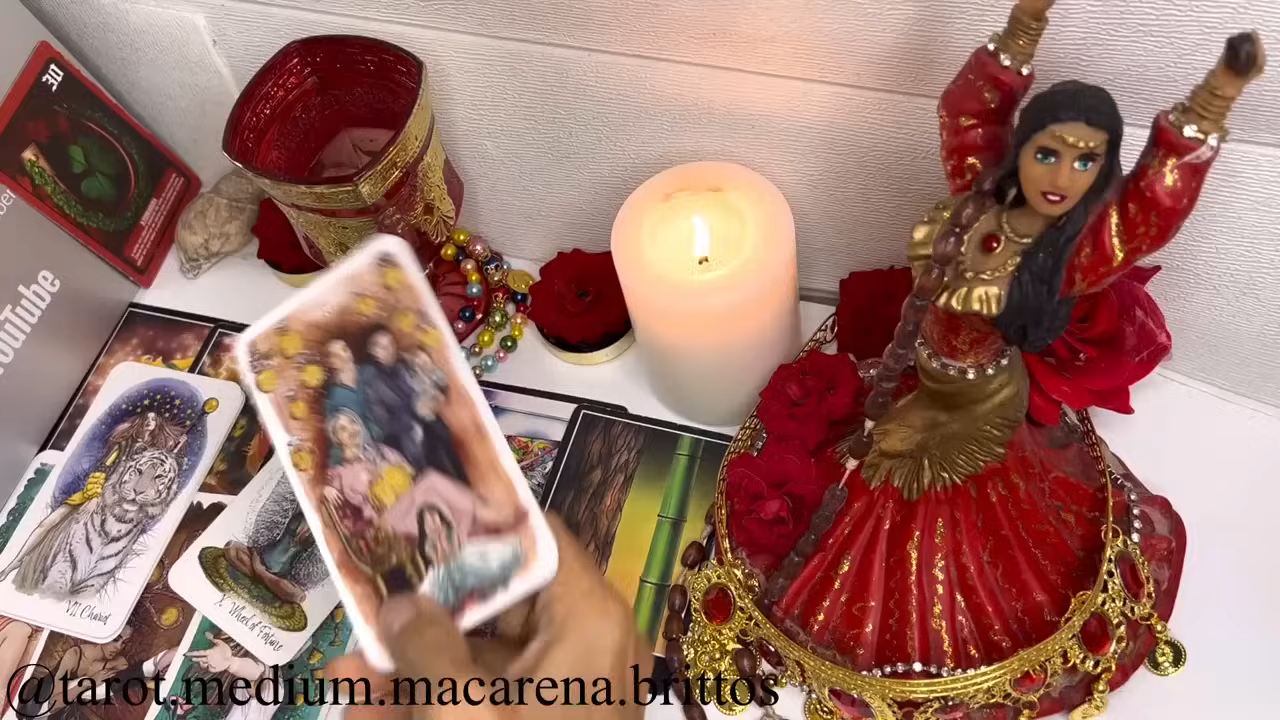 30
YouTube
VII Chariot
X Wheel of Fortune
@tarot.medium.macarena.brittos